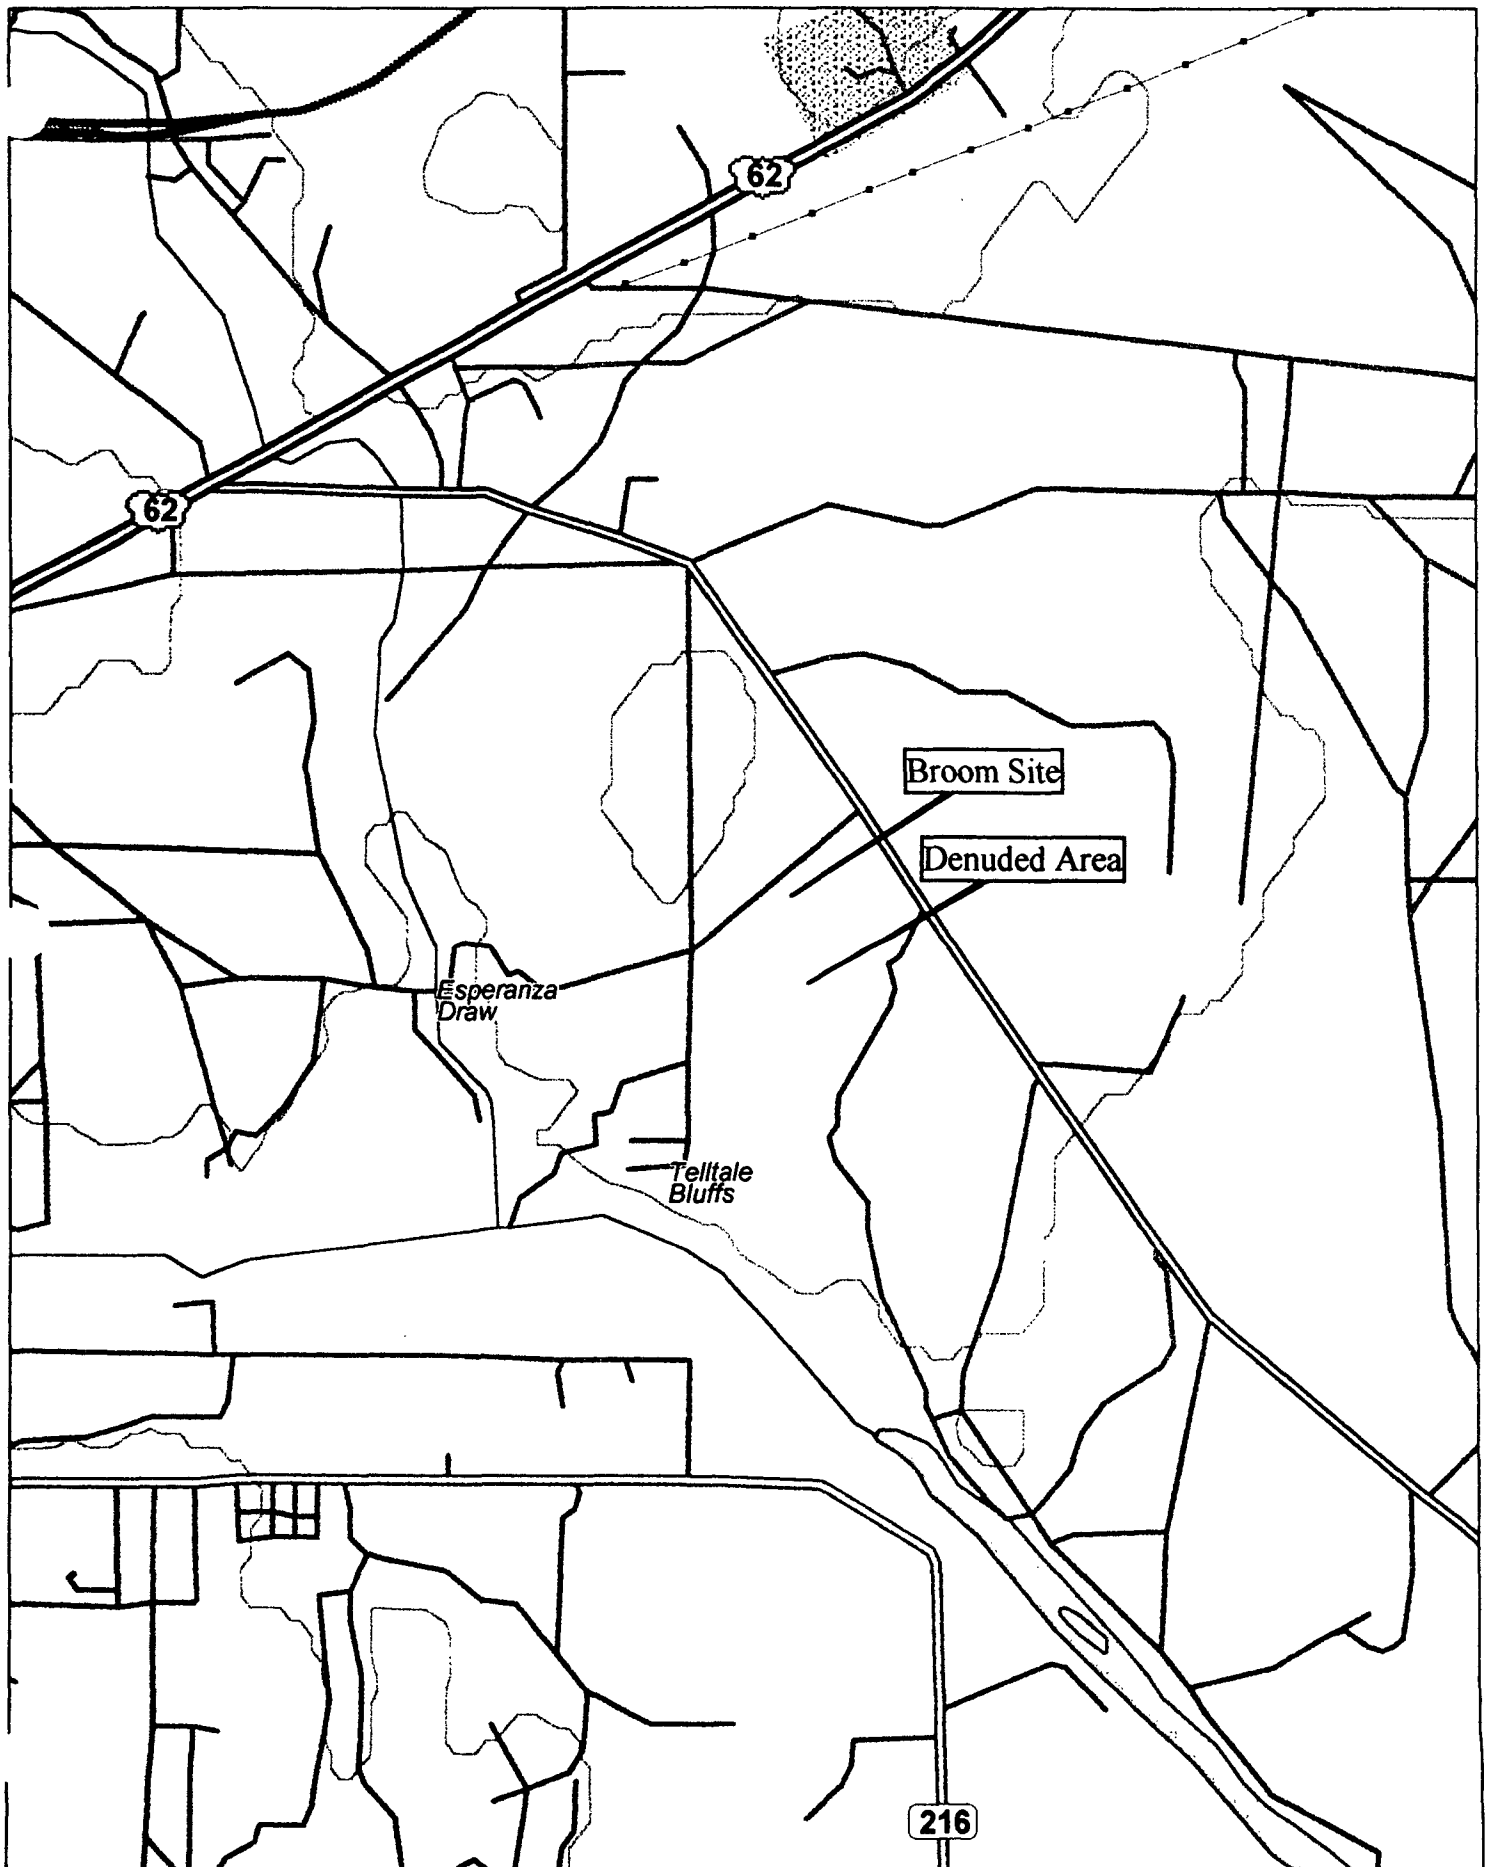 62
62
Broom Site
Denuded Area
Esperanza
Draw
Telltale
Bluffs
216